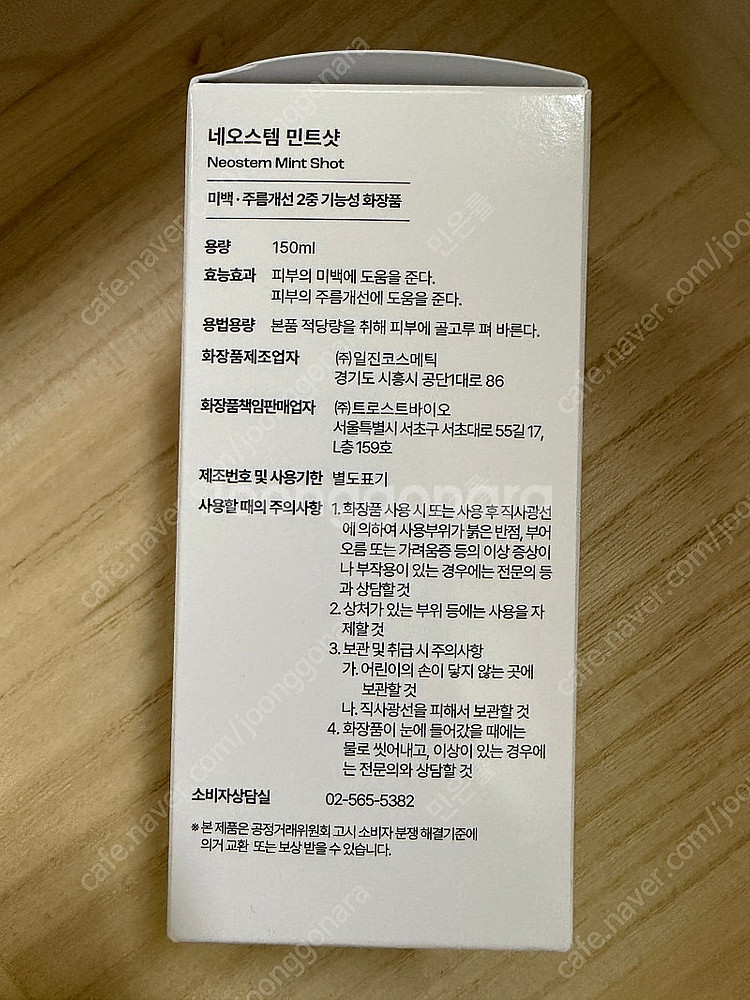 네오스템 민트샷
Neostem Mint Shot
미백·주름개선 2중 기능성 화장품
용량 150ml
효능효과 피부의 미백에 도움을 준다.
피부의 주름개선에 도움을 준다.
용법용량 본품 적당량을 취해 피부에 골고루 펴 바른다.
화장품제조업자 ㈜일진코스메틱
경기도 시흥시 공단1대로 86
화장품책임판매업자 ㈜트로스트바이오
서울특별시 서초구 서초대로 55길 17,
L층 159호
제조번호 및 사용기한 별도표기
사용할 때의 주의사항 1. 화장품 사용 시 또는 사용 후 직사광선
에 의하여 사용부위가 붉은 반점, 부어
오름 또는 가려움증 등의 이상 증상이
나 부작용이 있는 경우에는 전문의 등
과 상담할 것
2. 상처가 있는 부위 등에는 사용을 자
제할 것
3. 보관 및 취급 시 주의사항
가. 어린이의 손이 닿지 않는 곳에
보관할 것
나. 직사광선을 피해서 보관할 것
4. 화장품이 눈에 들어갔을 때에는
물로 씻어내고, 이상이 있는 경우에
는 전문의와 상담할 것
소비자상담실 02-565-5382
※ 본 제품은 공정거래위원회 고시 소비자 분쟁 해결기준에
의거 교환 또는 보상 받을 수 있습니다.
joonggonara
cafe.naver.com/joonggonara
민은홀